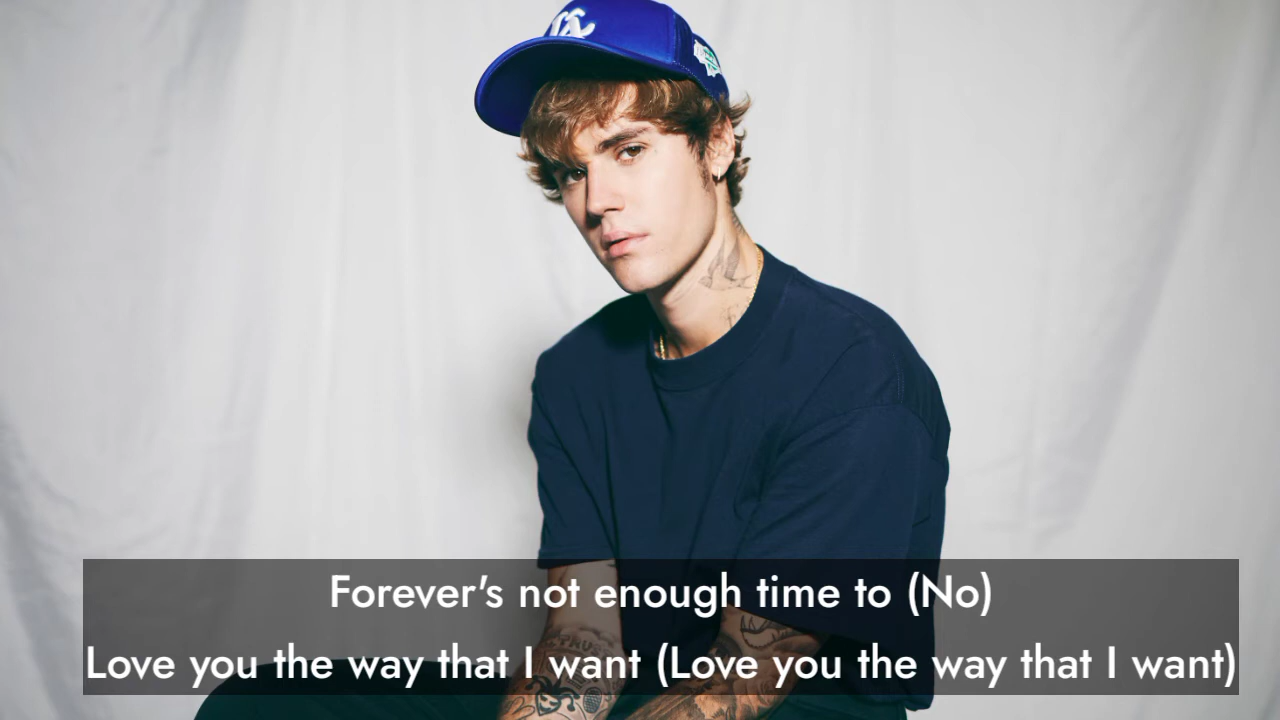 Forever's not enough time to (No)
Love you the way that I want (Love you the way that I want)